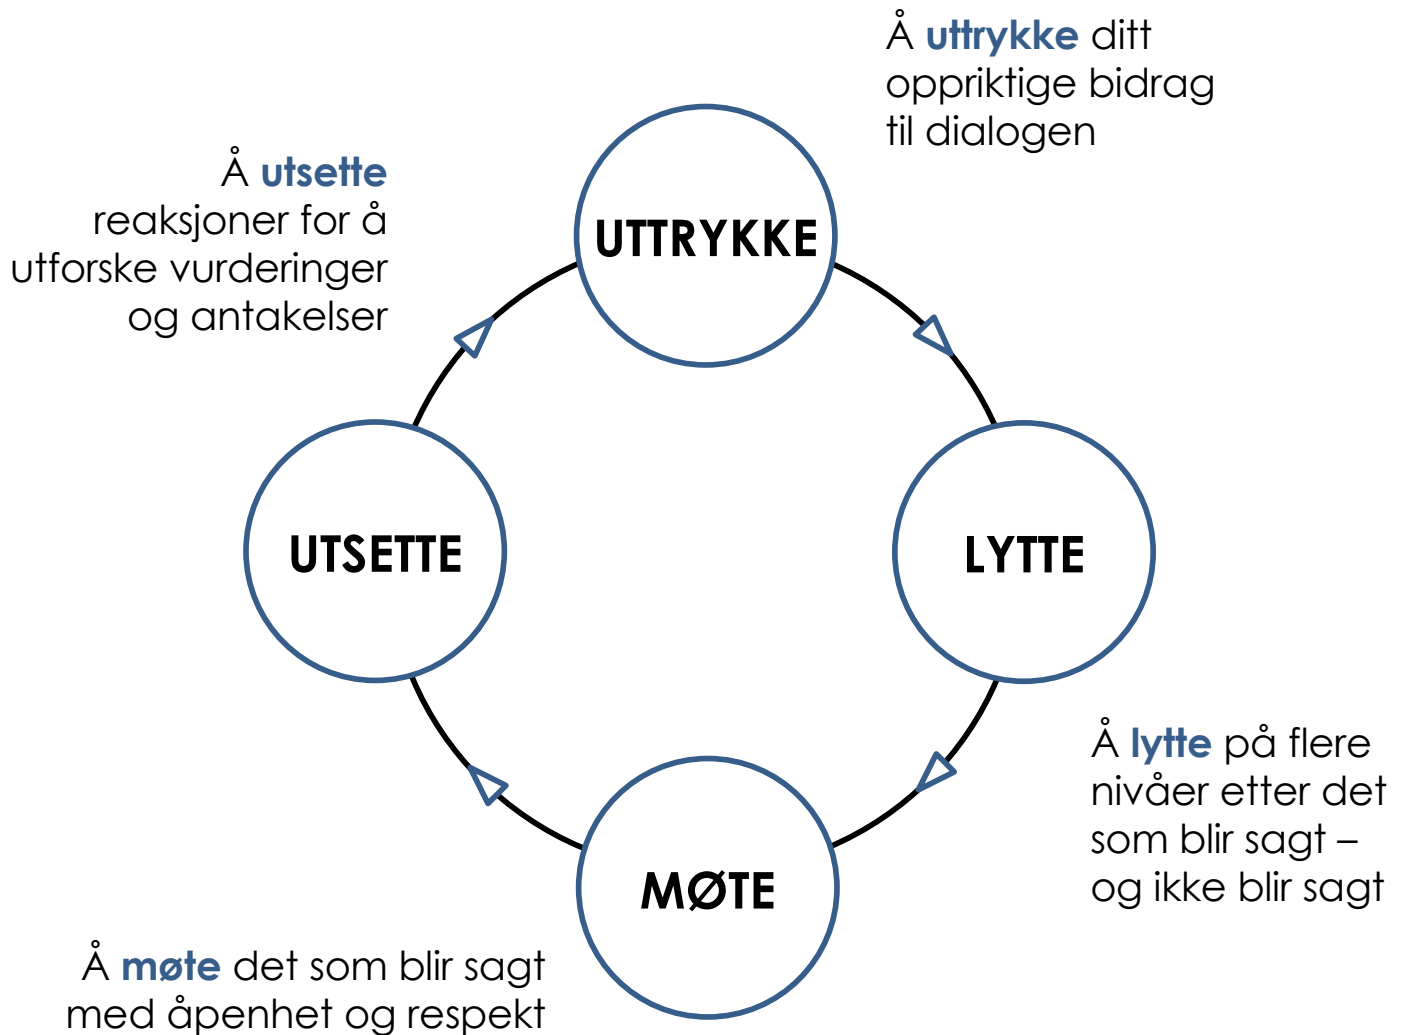 Å uttrykke ditt
oppriktige bidrag
til dialogen
UTTRYKKE
Å utsette
reaksjoner for å
utforske vurderinger
og antakelser
UTSETTE
LYTTE
Å lytte på flere
nivåer etter det
som blir sagt –
og ikke blir sagt
MØTE
Å møte det som blir sagt
med åpenhet og respekt